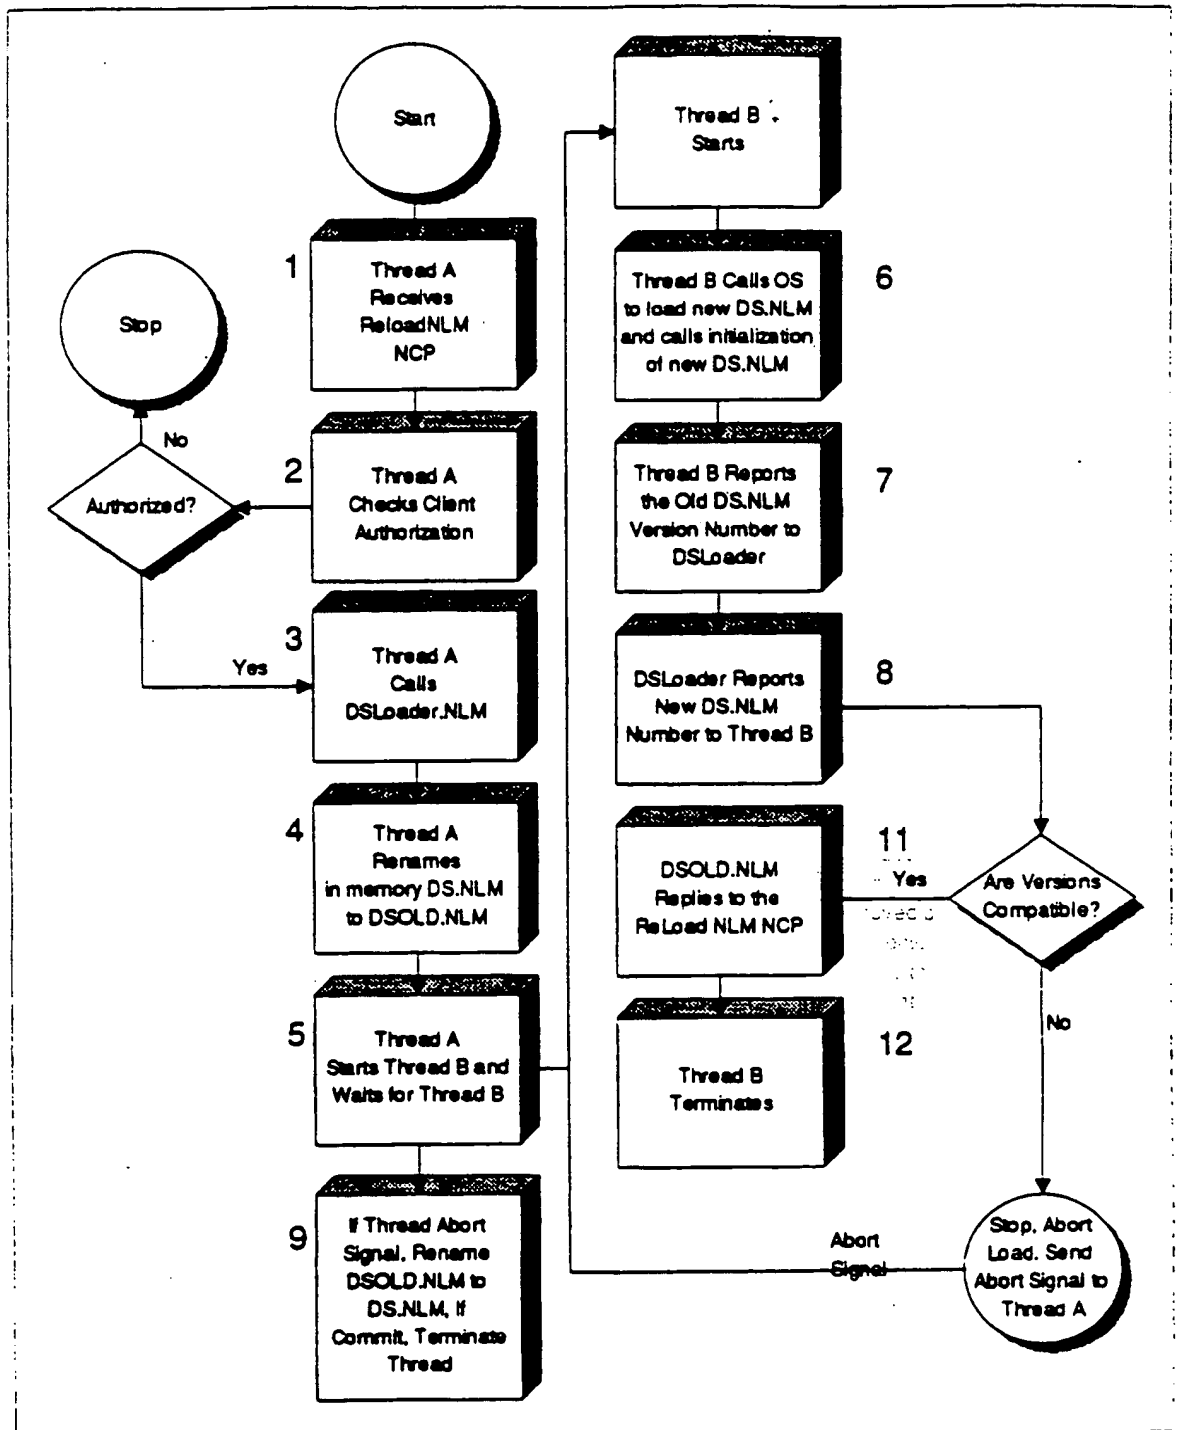 Start
1
Thread A
Receives
ReloadNLM
NCP
Stop
No
Authorized?
2
Thread A
Checks Client
Authorization
Yes
3
Thread A
Calls
DSLoader.NLM
4
Thread A
Renames
in memory DS.NLM
to DSOLD.NLM
5
Thread A
Starts Thread B and
Waits for Thread B
9
If Thread Abort
Signal, Rename
DSOLD.NLM to
DS.NLM, If
Commit, Terminate
Thread
Thread B
Starts
6
Thread B Calls OS
to load new DS.NLM
and calls initialization
of new DS.NLM
7
Thread B Reports
the Old DS.NLM
Version Number to
DSLoader
8
DSLoader Reports
New DS.NLM
Number to Thread B
Are Versions
Compatible?
11
Yes
DSOLD.NLM
Replies to the
ReLoad NLM NCP
12
Thread B
Terminates
No
Stop, Abort
Load, Send
Abort Signal to
Thread A
Abort
Signal